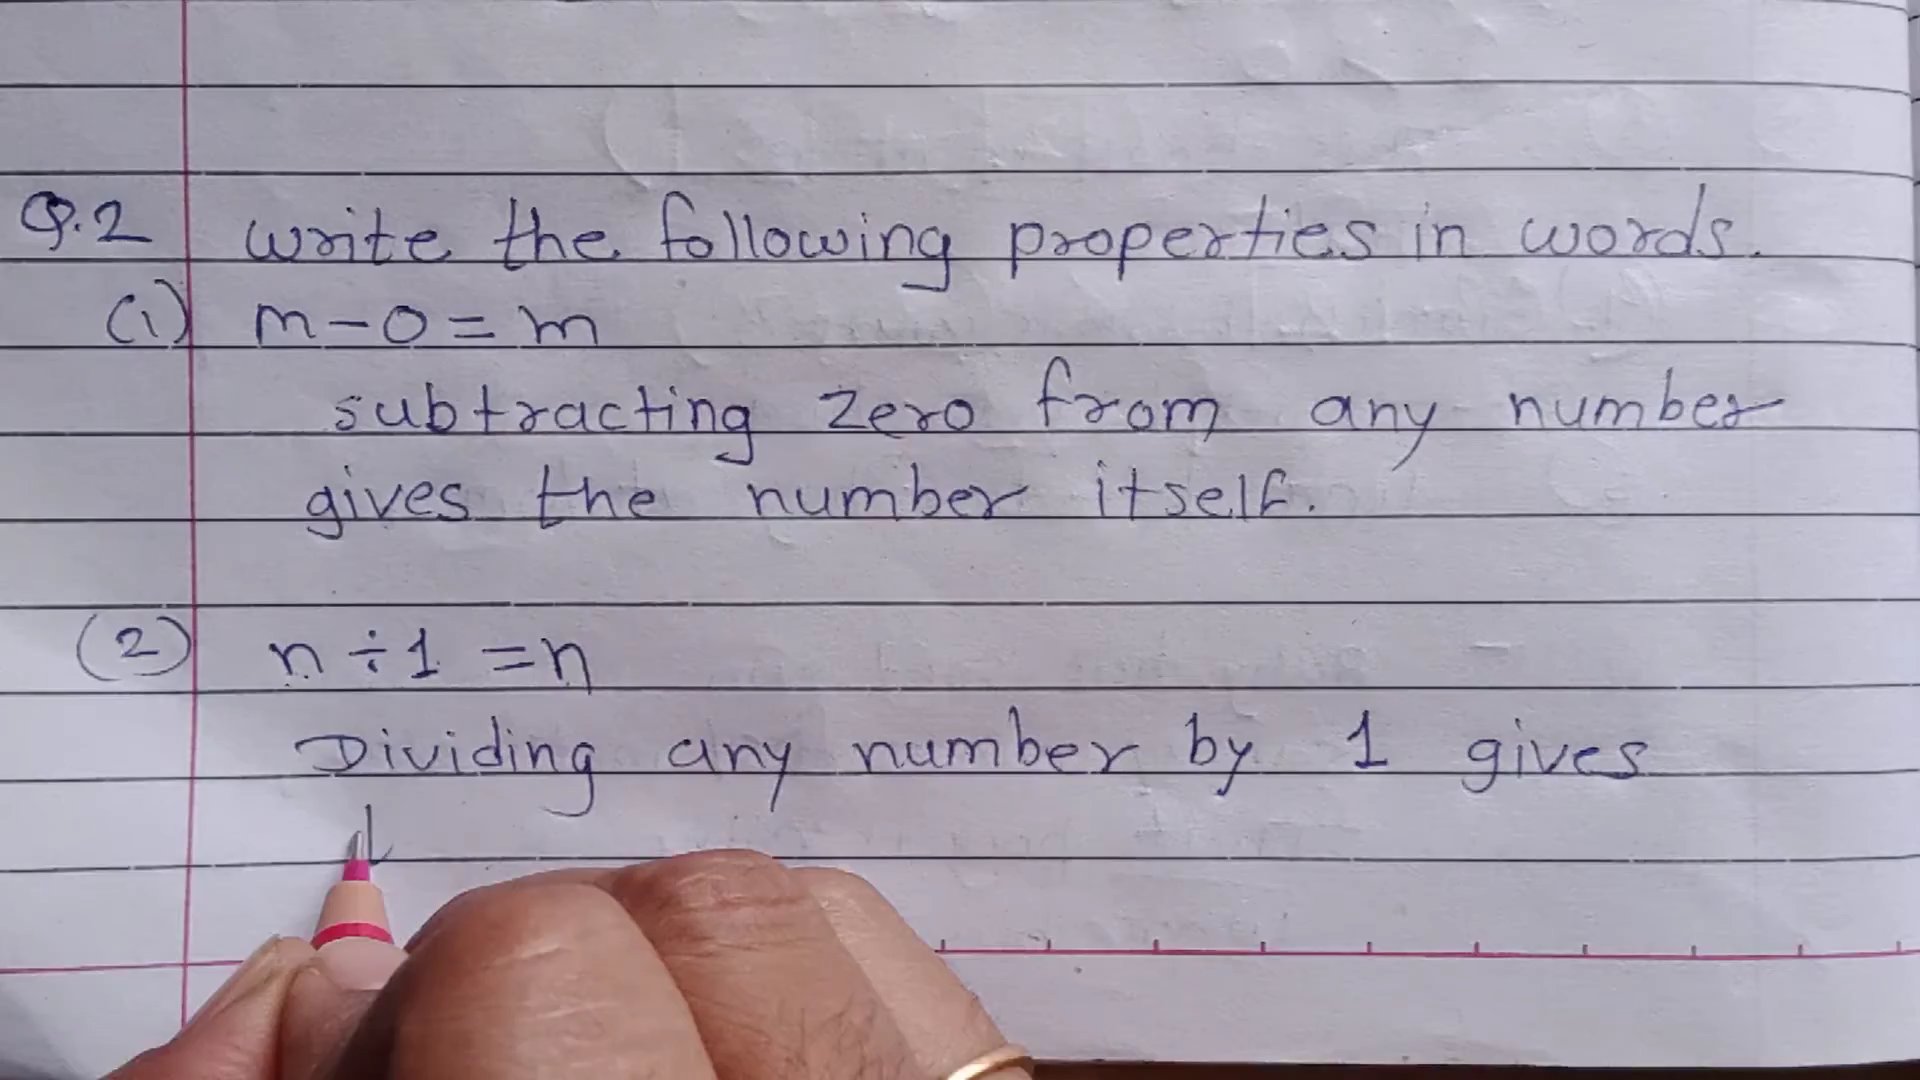 Q.2 write the following properties in words.
(1) m-0=m
subtracting zero from any number
gives the number itself.
(2) n÷1 =n
Dividing any number by 1 gives